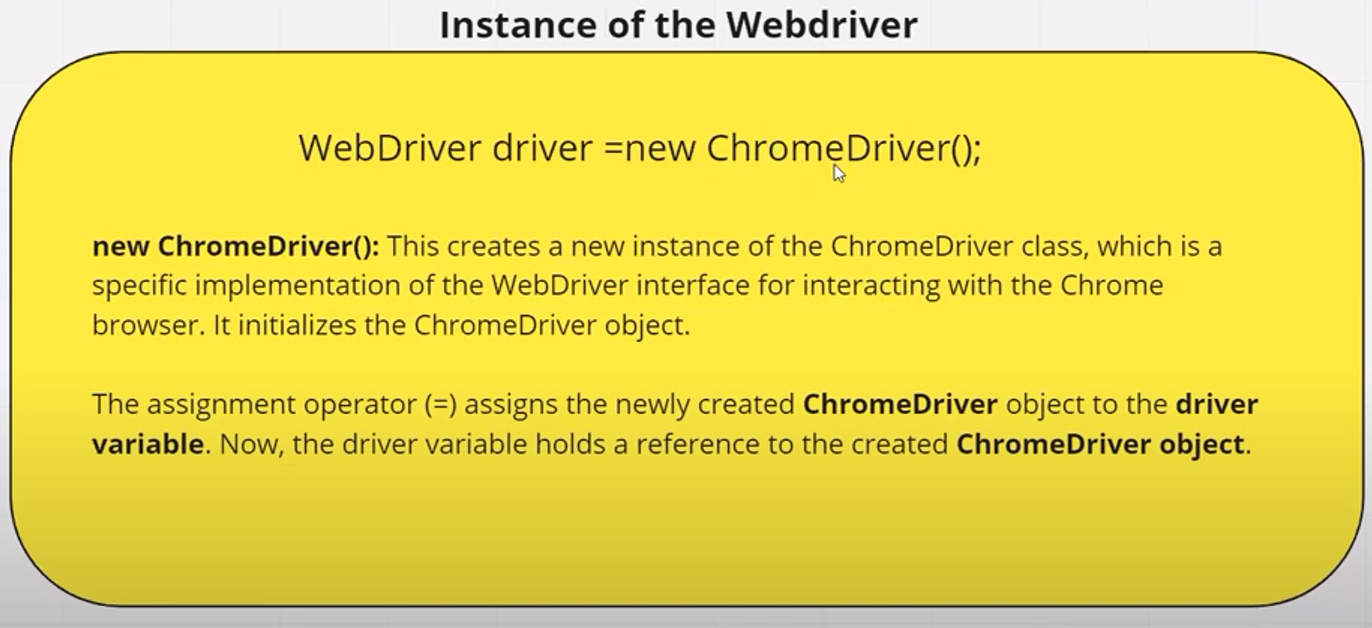 Instance of the Webdriver
WebDriver driver =new ChromeDriver();
new ChromeDriver(): This creates a new instance of the ChromeDriver class, which is a
specific implementation of the WebDriver interface for interacting with the Chrome
browser. It initializes the ChromeDriver object.
The assignment operator (=) assigns the newly created ChromeDriver object to the driver
variable. Now, the driver variable holds a reference to the created ChromeDriver object.